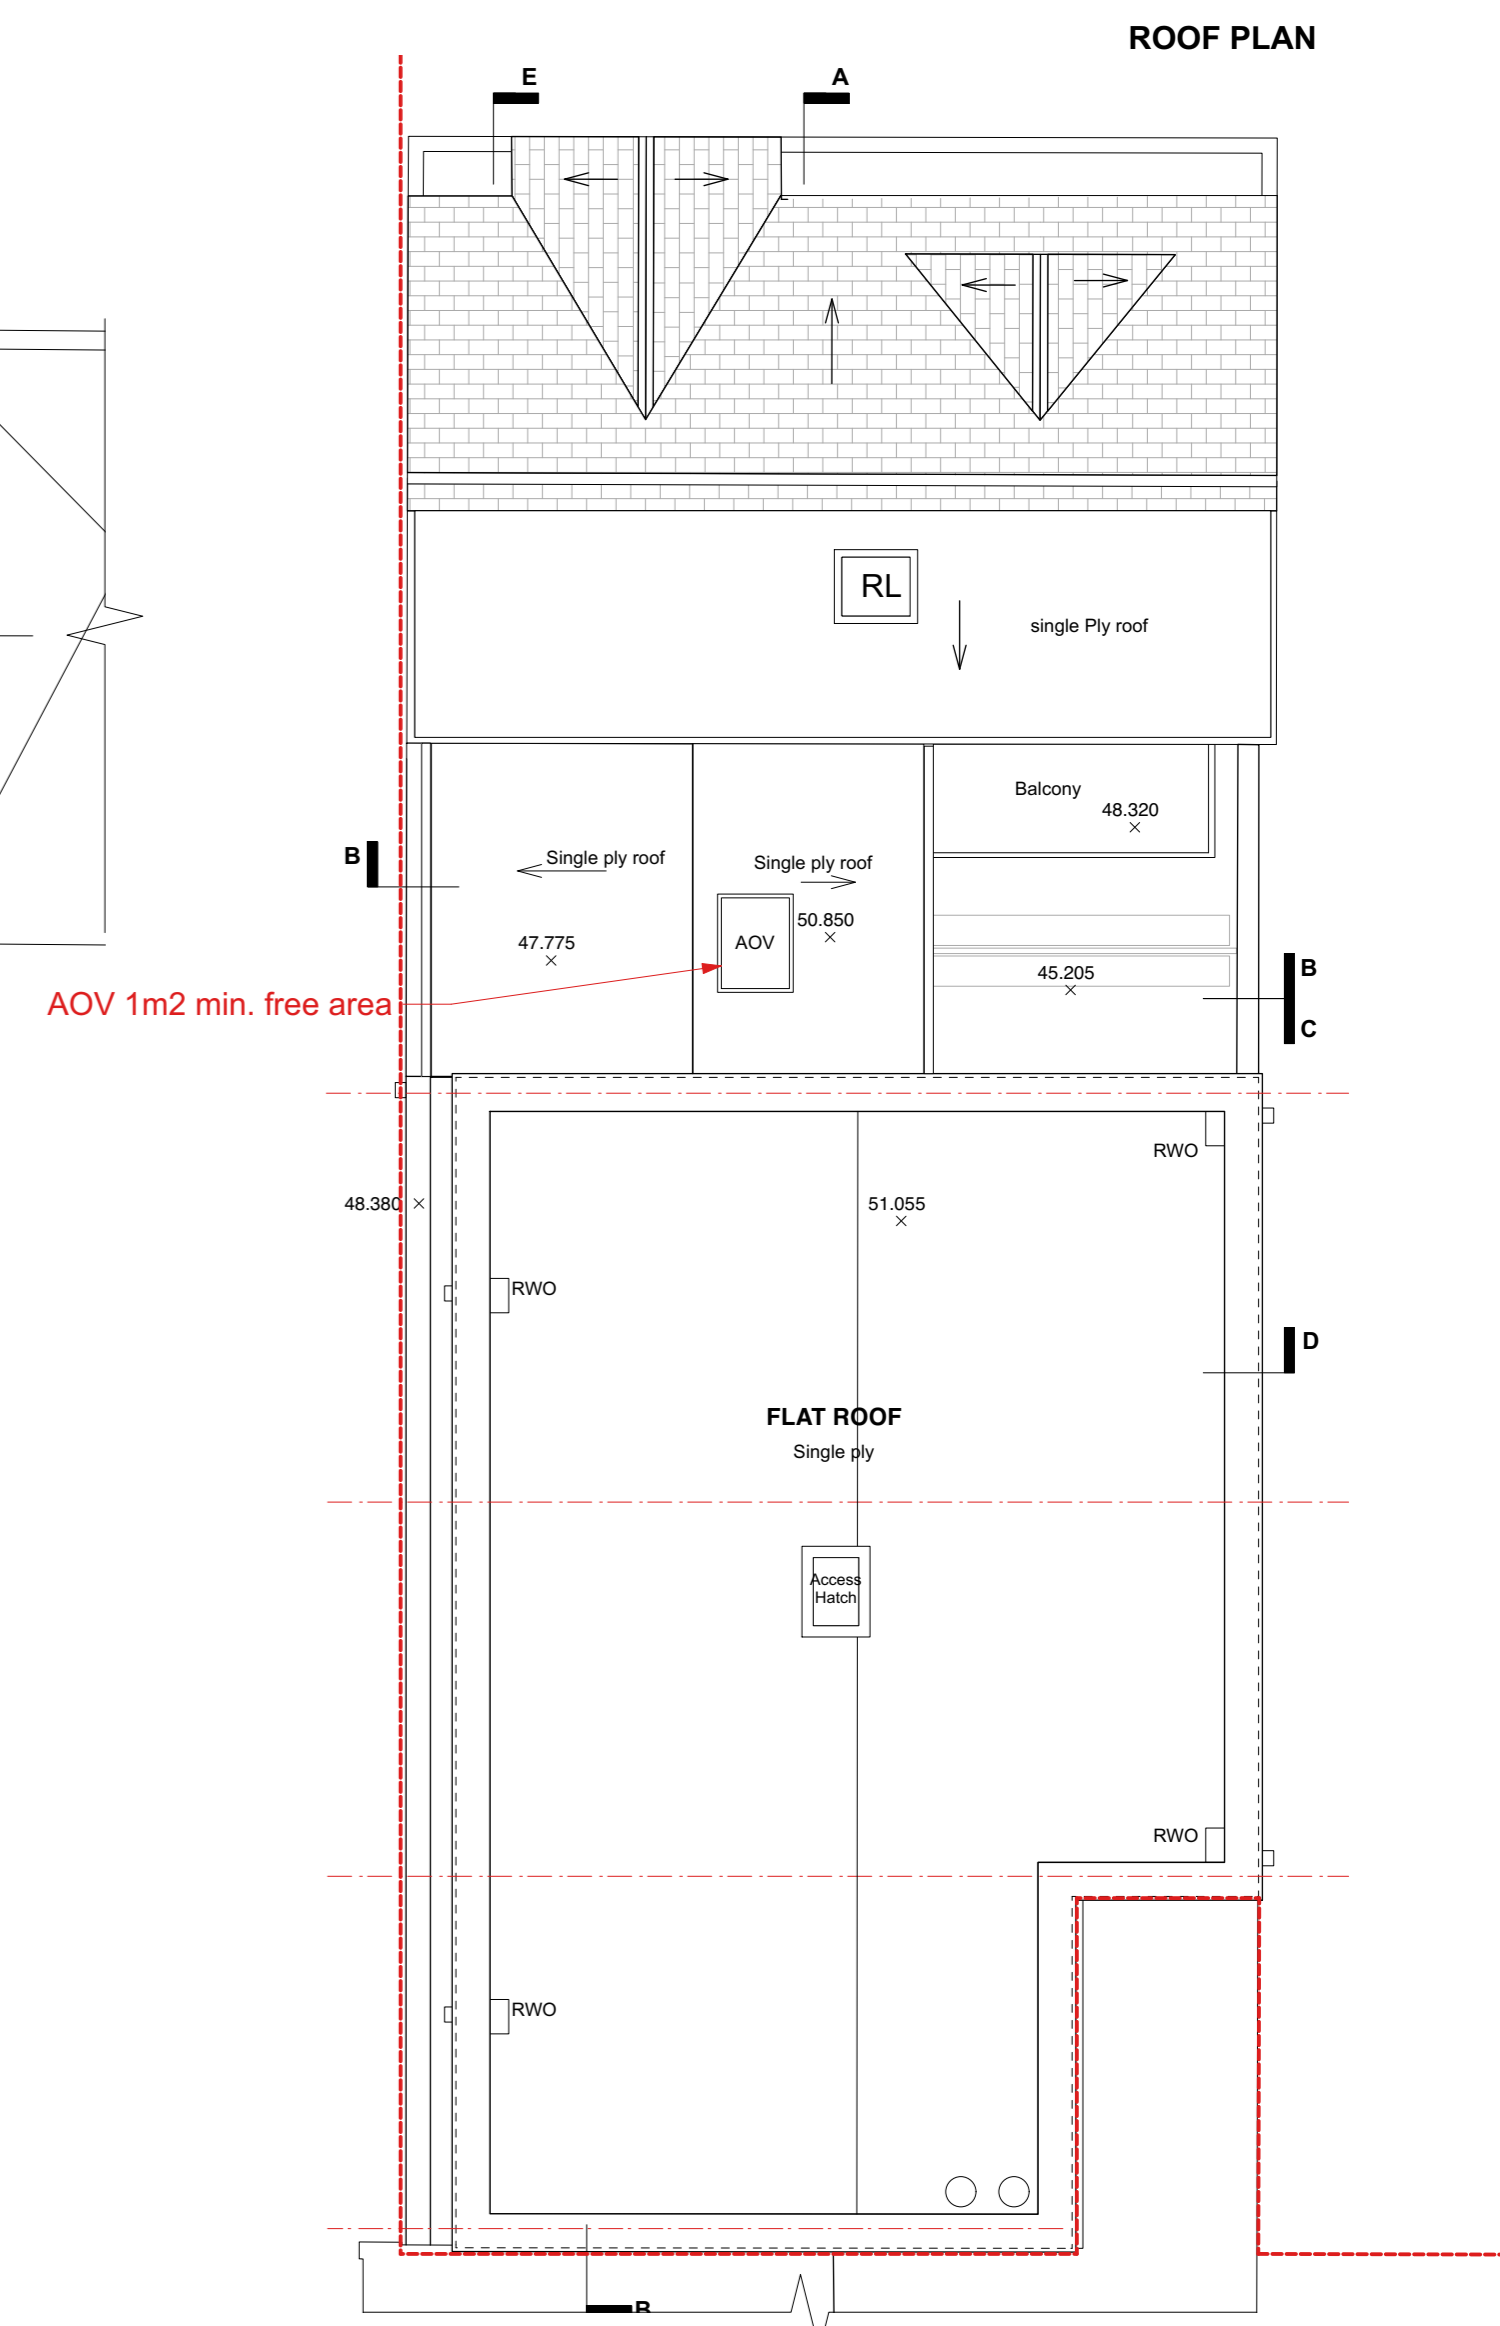 ROOF PLAN
E
A
RL
single Ply roof
Balcony
48.320
B
Single ply roof
Single ply roof
50.850
47.775
AOV
B
45.205
AOV 1m2 min. free area
C
RWO
48.380
51.055
RWO
D
FLAT ROOF
Single ply
Access
Hatch
RWO
RWO
B